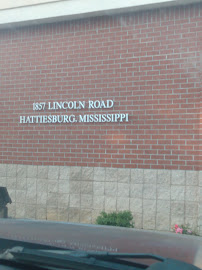 1857 LINCOLN ROAD
HATTIESBURG, MISSISSIPPI